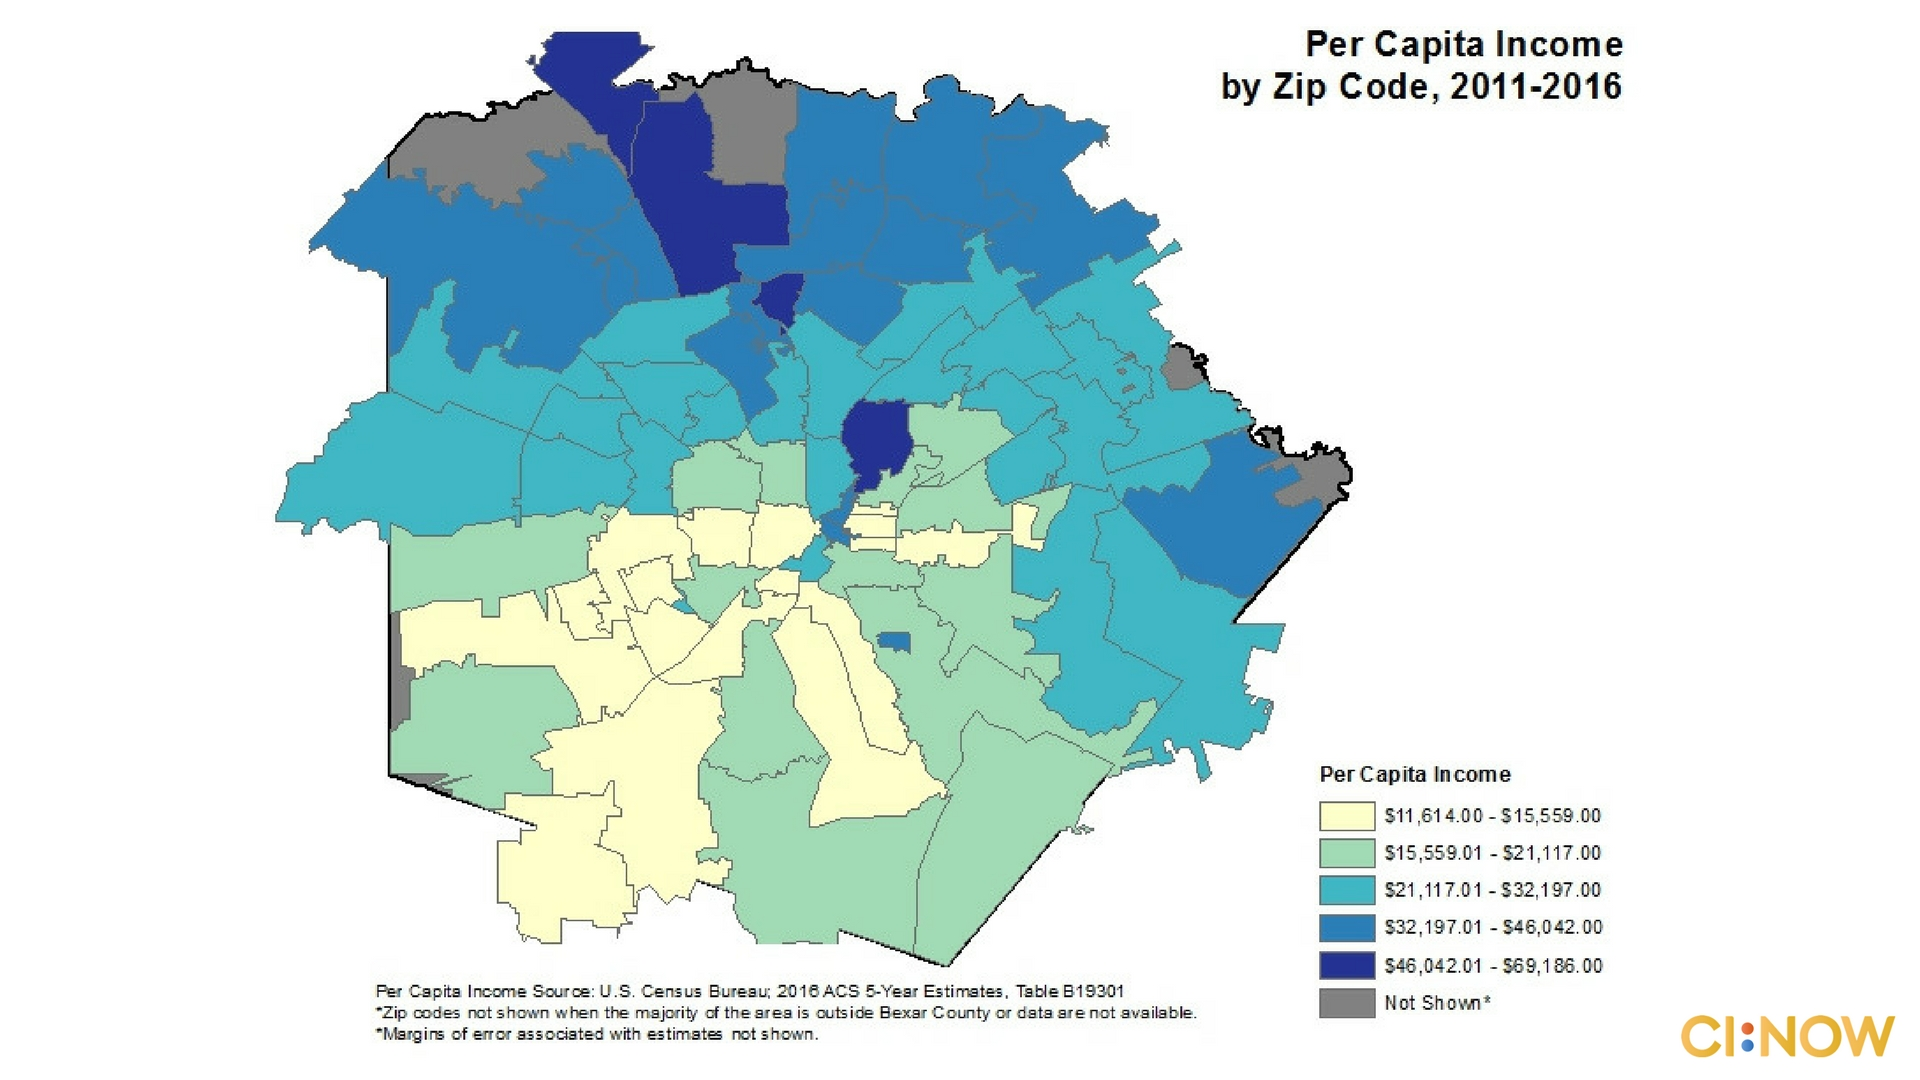 Per Capita Income
by Zip Code, 2011-2016
Per Capita Income
$11,614.00 - $15,559.00
$15,559.01 - $21,117.00
$21,117.01 - $32,197.00
$32,197.01 - $46,042.00
$46,042.01 - $69,186.00
Not Shown*
Per Capita Income Source: U.S. Census Bureau; 2016 ACS 5-Year Estimates, Table B19301
*Zip codes not shown when the majority of the area is outside Bexar County or data are not available.
*Margins of error associated with estimates not shown.
CI:NOW